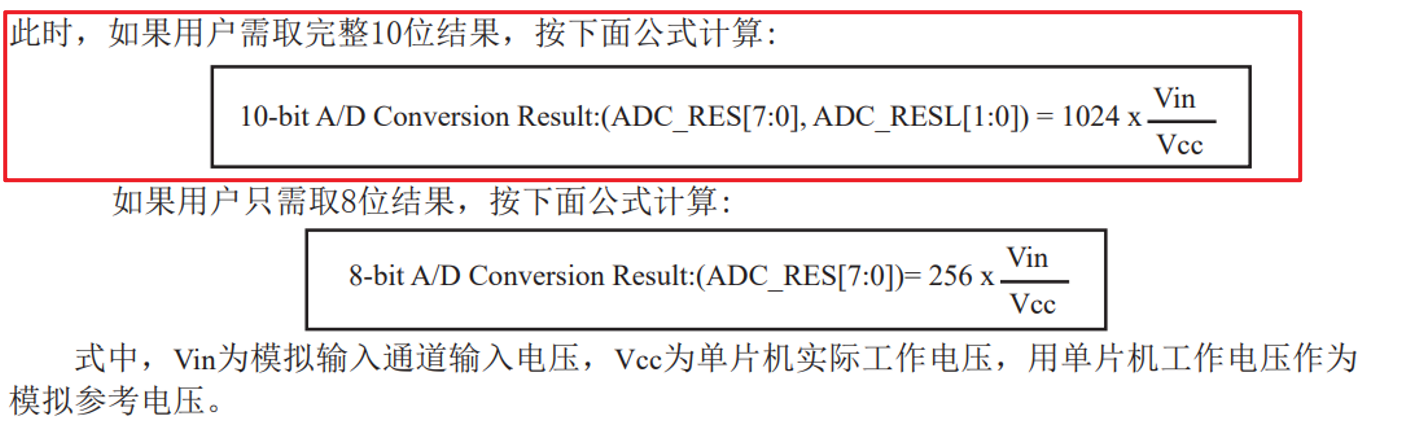 此时，如果用户需取完整10位结果，按下面公式计算:
10-bit A/D Conversion Result:(ADC_RES[7:0], ADC_RESL[1:0]) = 1024 x Vin
Vcc
如果用户只需取8位结果，按下面公式计算:
8-bit A/D Conversion Result:(ADC_RES[7:0])= 256 x Vin
Vcc
式中，Vin为模拟输入通道输入电压，Vcc为单片机实际工作电压，用单片机工作电压作为
模拟参考电压。